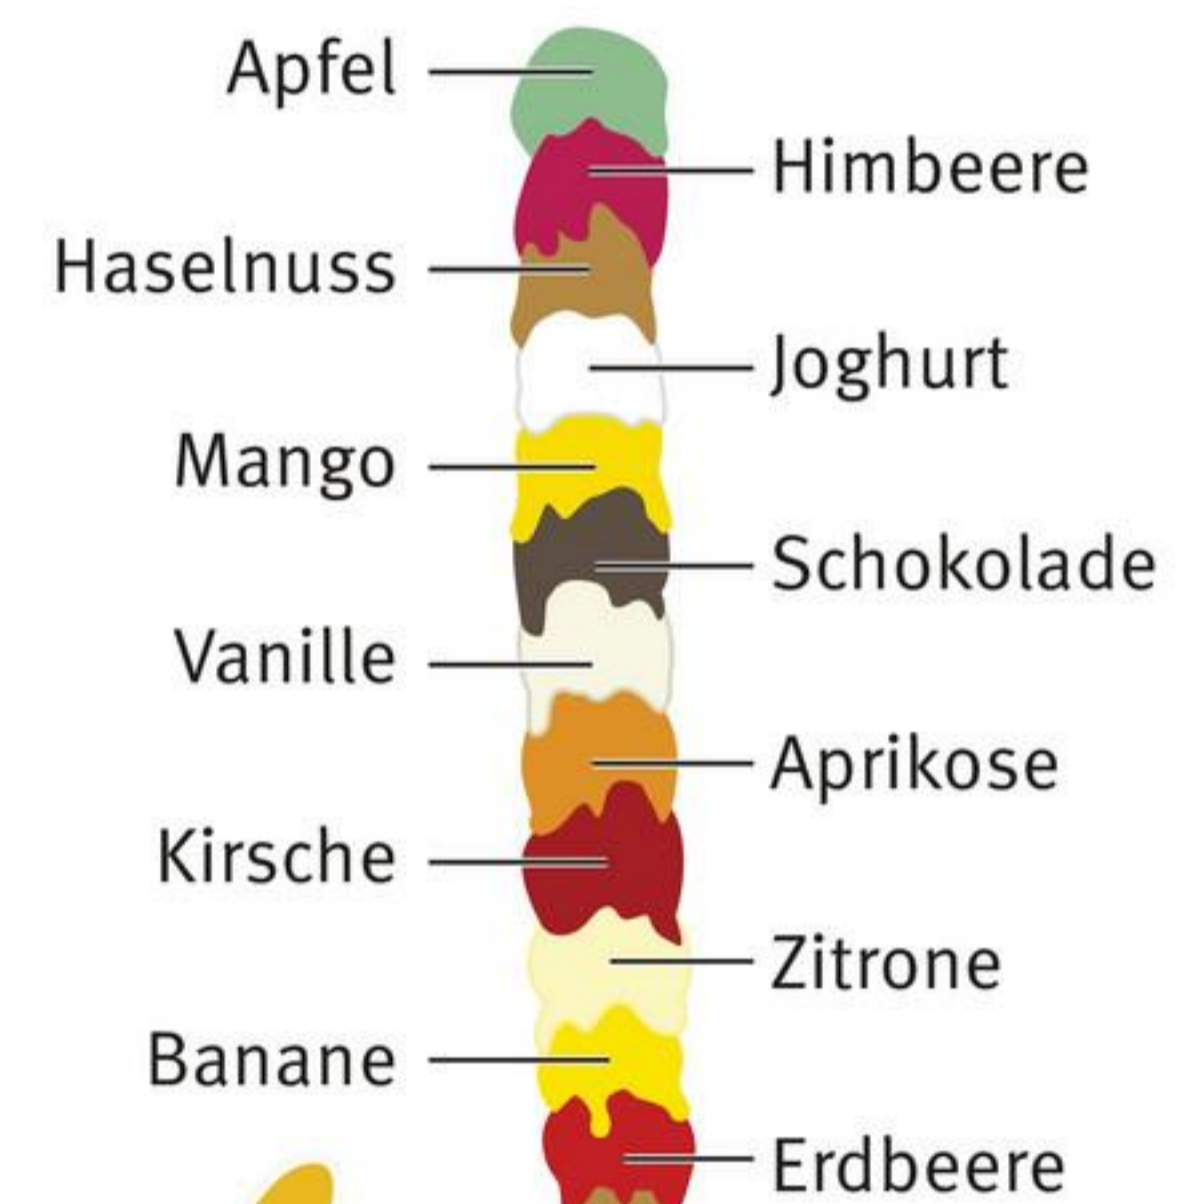 Apfel
Himbeere
Haselnuss
Joghurt
Mango
Schokolade
Vanille
Aprikose
Kirsche
Zitrone
Banane
Erdbeere